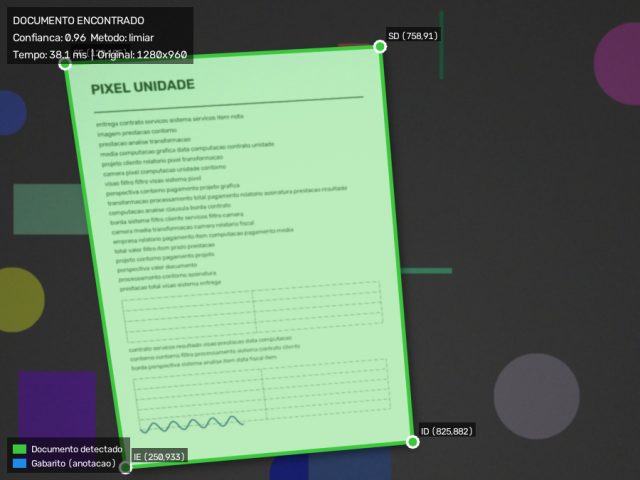 DOCUMENTO ENCONTRADO
Confianca: 0.96 Metodo: limiar
Tempo: 38.1 ms | Original: 1280x960
SD (758,91)
PIXEL UNIDADE
entrega contrato servicos sistema servicos item nota
imagem prestacao contorno
prestacao analise transformacao
media computacao grafica data computacao contrato unidade
projeto cliente relatorio pixel transformacao
camera pixel computacao unidade contorno
visao filtro filtro visao sistema pixel
perspectiva contorno pagamento projeto grafica
transformacao processamento total pagamento relatorio assinatura prestacao resultado
computacao analise clausula borda contrato
borda sistema filtro cliente servicos filtro camera
camera media transformacao camera relatorio fiscal
empresa relatorio pagamento item computacao pagamento media
total valor filtro item prazo prestacao
projeto contorno pagamento projeto
perspectiva valor documento
processamento contorno assinatura
prestacao total visao sistema entrega
contrato servicos resultado visao prestacao data computacao
contorno contorno filtro processamento sistema contrato cliente
borda perspectiva sistema analise item data fiscal item
ID (825,882)
IE (250,933)
Documento detectado
Gabarito (anotacao)